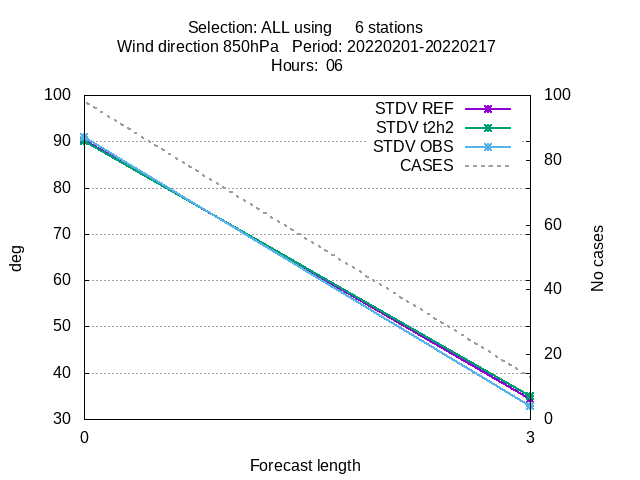 Selection: ALL using     6 stations
Wind direction 850hPa   Period: 20220201-20220217
Hours:  06
STDV REF
STDV t2h2
STDV OBS
CASES
100
90
80
70
60
50
40
30
deg
100
80
60
40
20
0
No cases
0
3
Forecast length